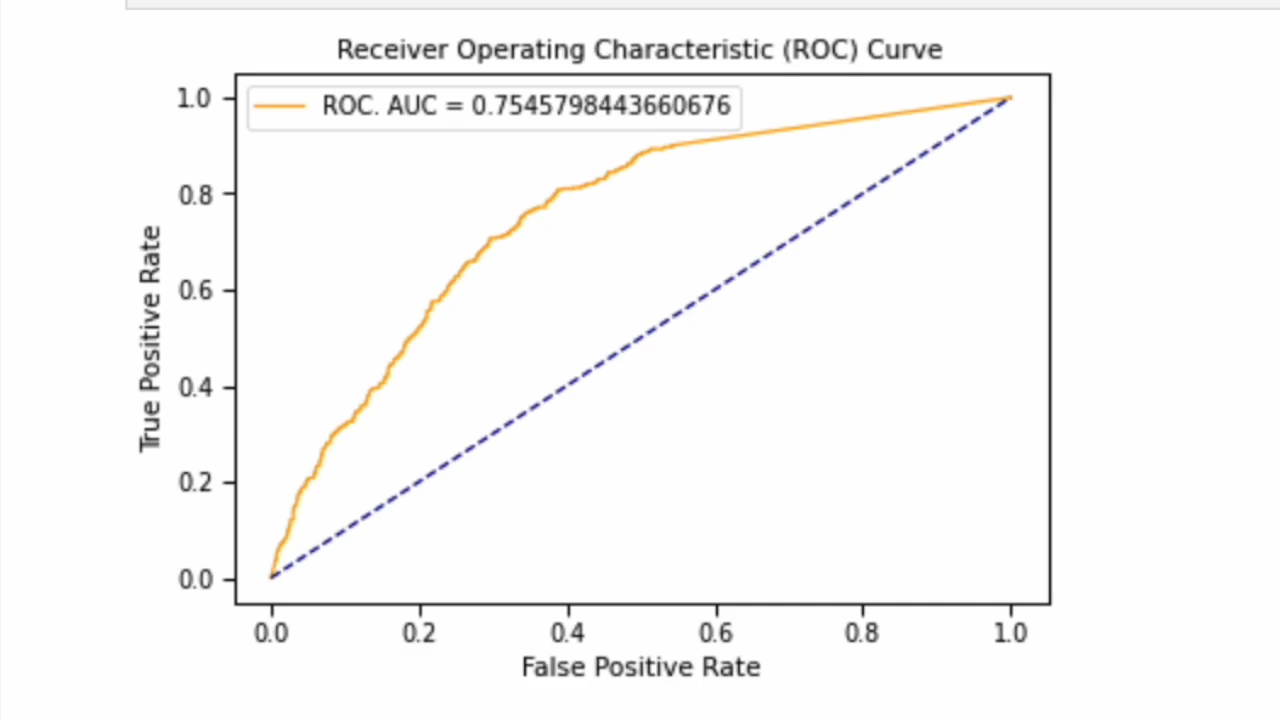 Receiver Operating Characteristic (ROC) Curve
ROC. AUC = 0.7545798443660676
1.0
0.8
0.6
0.4
0.2
0.0
True Positive Rate
0.0 0.2 0.4 0.6 0.8 1.0
False Positive Rate